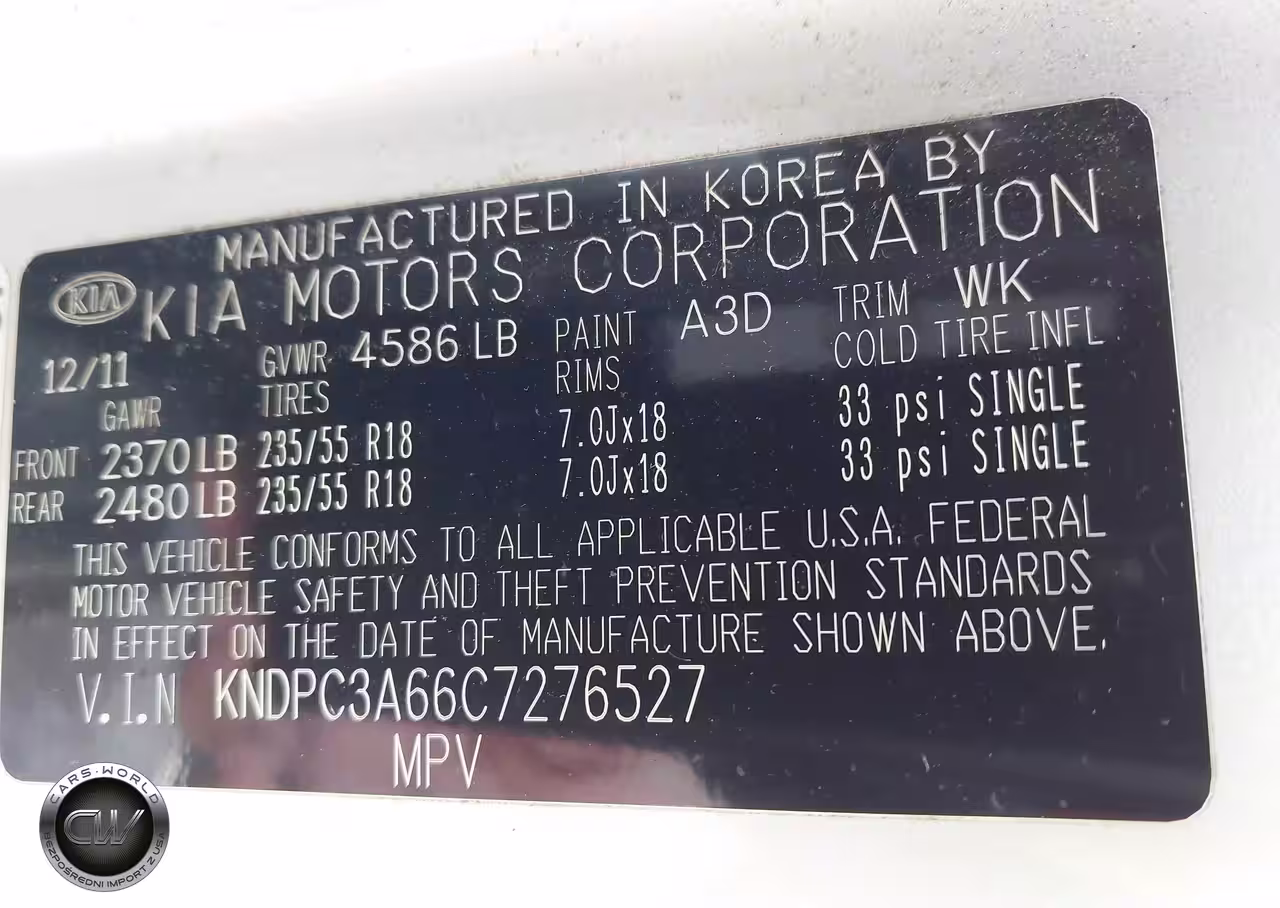 MANUFACTURED IN KOREA BY
KIA KIA MOTORS CORPORATION
12/11 GVWR 4586 LB PAINT A3D TRIM WK
GAWR TIRES RIMS COLD TIRE INFL
FRONT 2370 LB 235/55 R18 7.0Jx18 33 psi SINGLE
REAR 2480 LB 235/55 R18 7.0Jx18 33 psi SINGLE
THIS VEHICLE CONFORMS TO ALL APPLICABLE U.S.A. FEDERAL
MOTOR VEHICLE SAFETY AND THEFT PREVENTION STANDARDS
IN EFFECT ON THE DATE OF MANUFACTURE SHOWN ABOVE.
V.I.N KNDPC3A66C7276527
MPV
CARS·WORLD
CW
BEZPOŚREDNI IMPORT Z USA